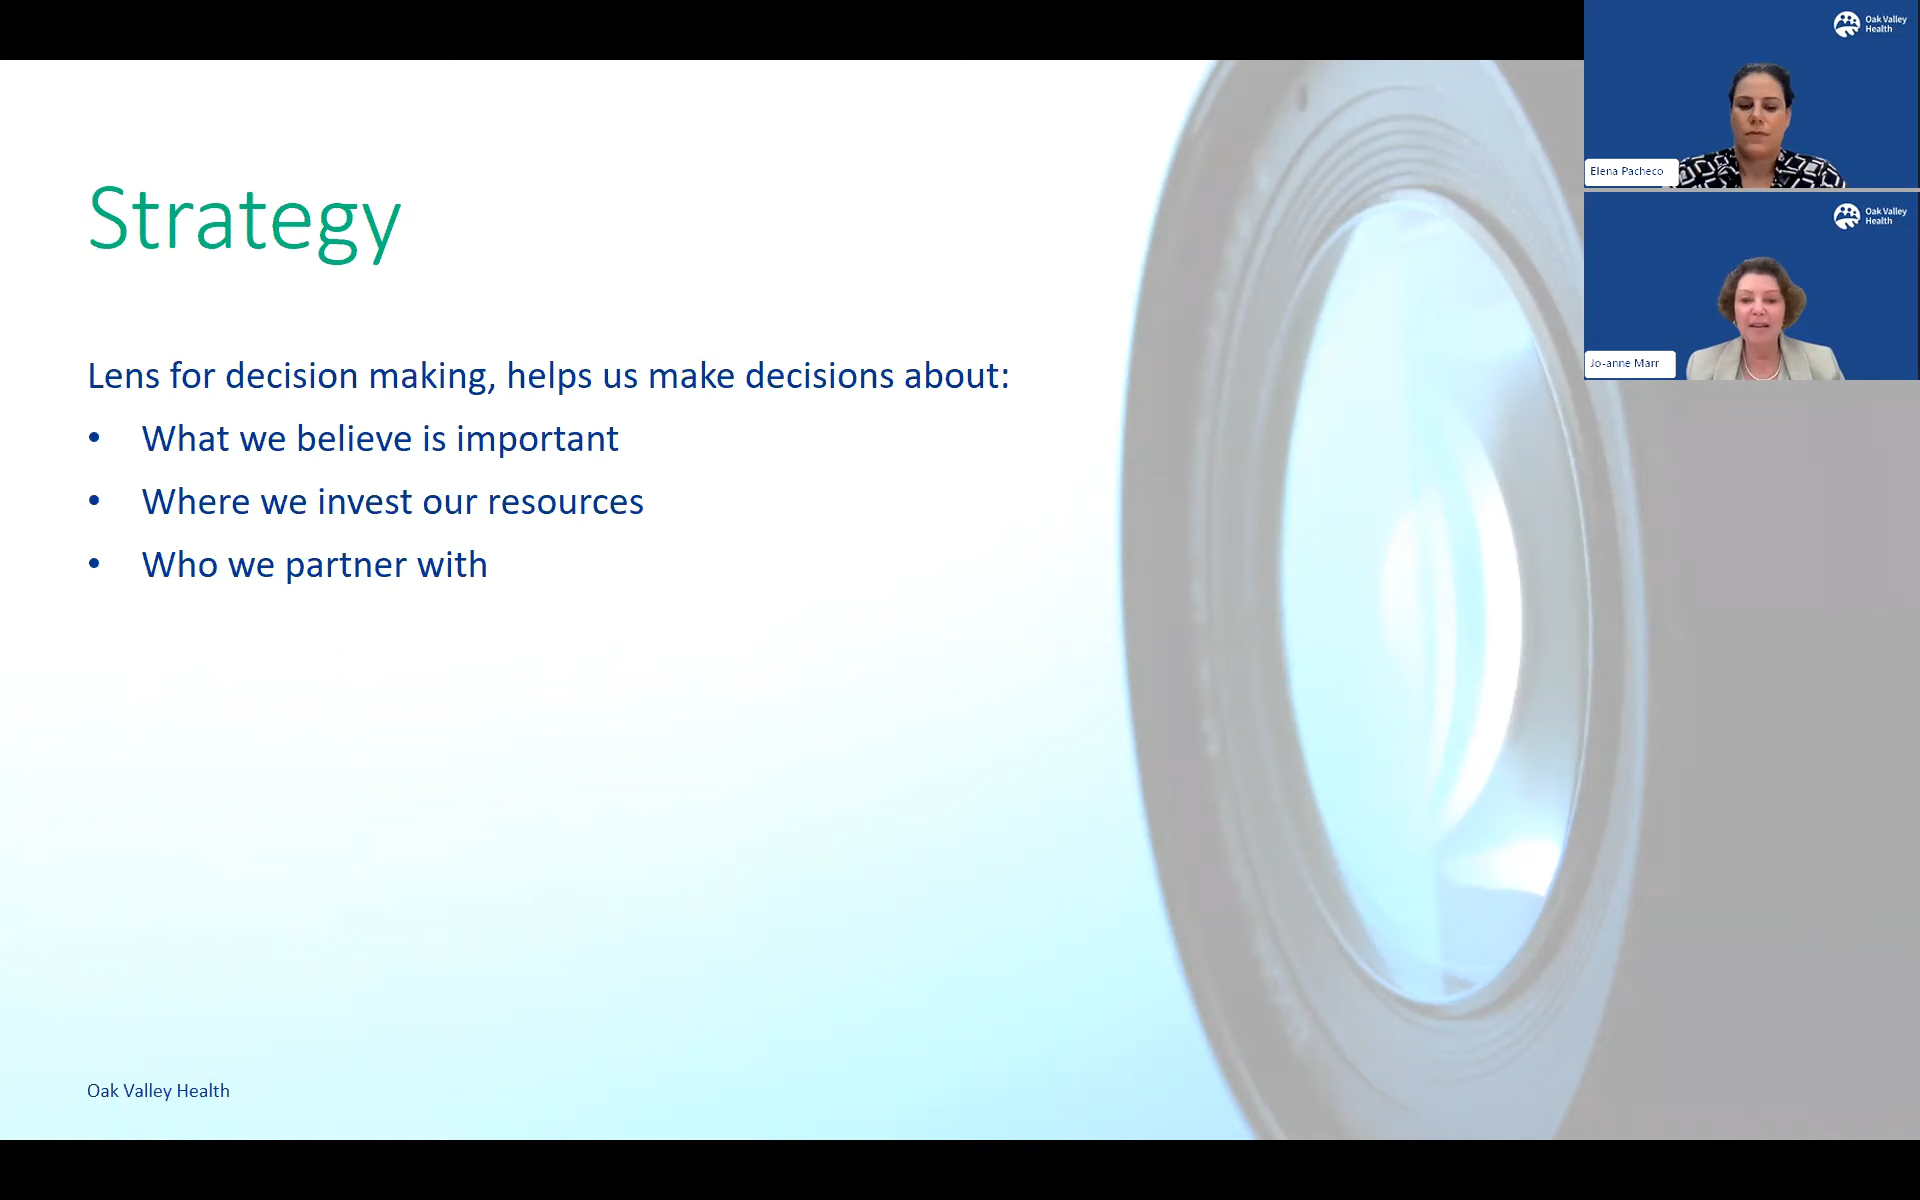 Strategy
Lens for decision making, helps us make decisions about:
• What we believe is important
• Where we invest our resources
• Who we partner with
Oak Valley Health
Oak Valley
Health
Elena Pacheco
Oak Valley
Health
Jo-anne Marr